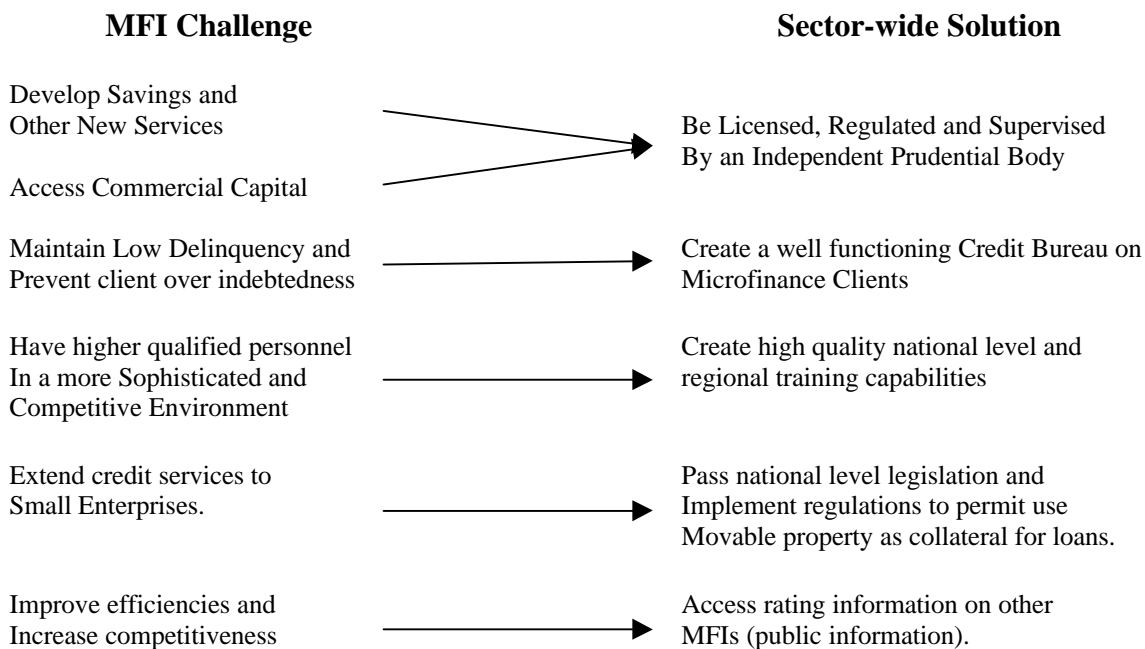 MFI Challenge
Sector-wide Solution
Develop Savings and
Other New Services
Access Commercial Capital
Be Licensed, Regulated and Supervised
By an Independent Prudential Body
Maintain Low Delinquency and
Prevent client over indebtedness
Create a well functioning Credit Bureau on
Microfinance Clients
Have higher qualified personnel
In a more Sophisticated and
Competitive Environment
Create high quality national level and
regional training capabilities
Extend credit services to
Small Enterprises.
Pass national level legislation and
Implement regulations to permit use
Movable property as collateral for loans.
Improve efficiencies and
Increase competitiveness
Access rating information on other
MFIs (public information).